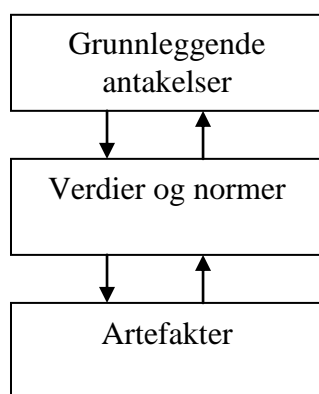 Grunnleggende
antakelser
Verdier og normer
Artefakter